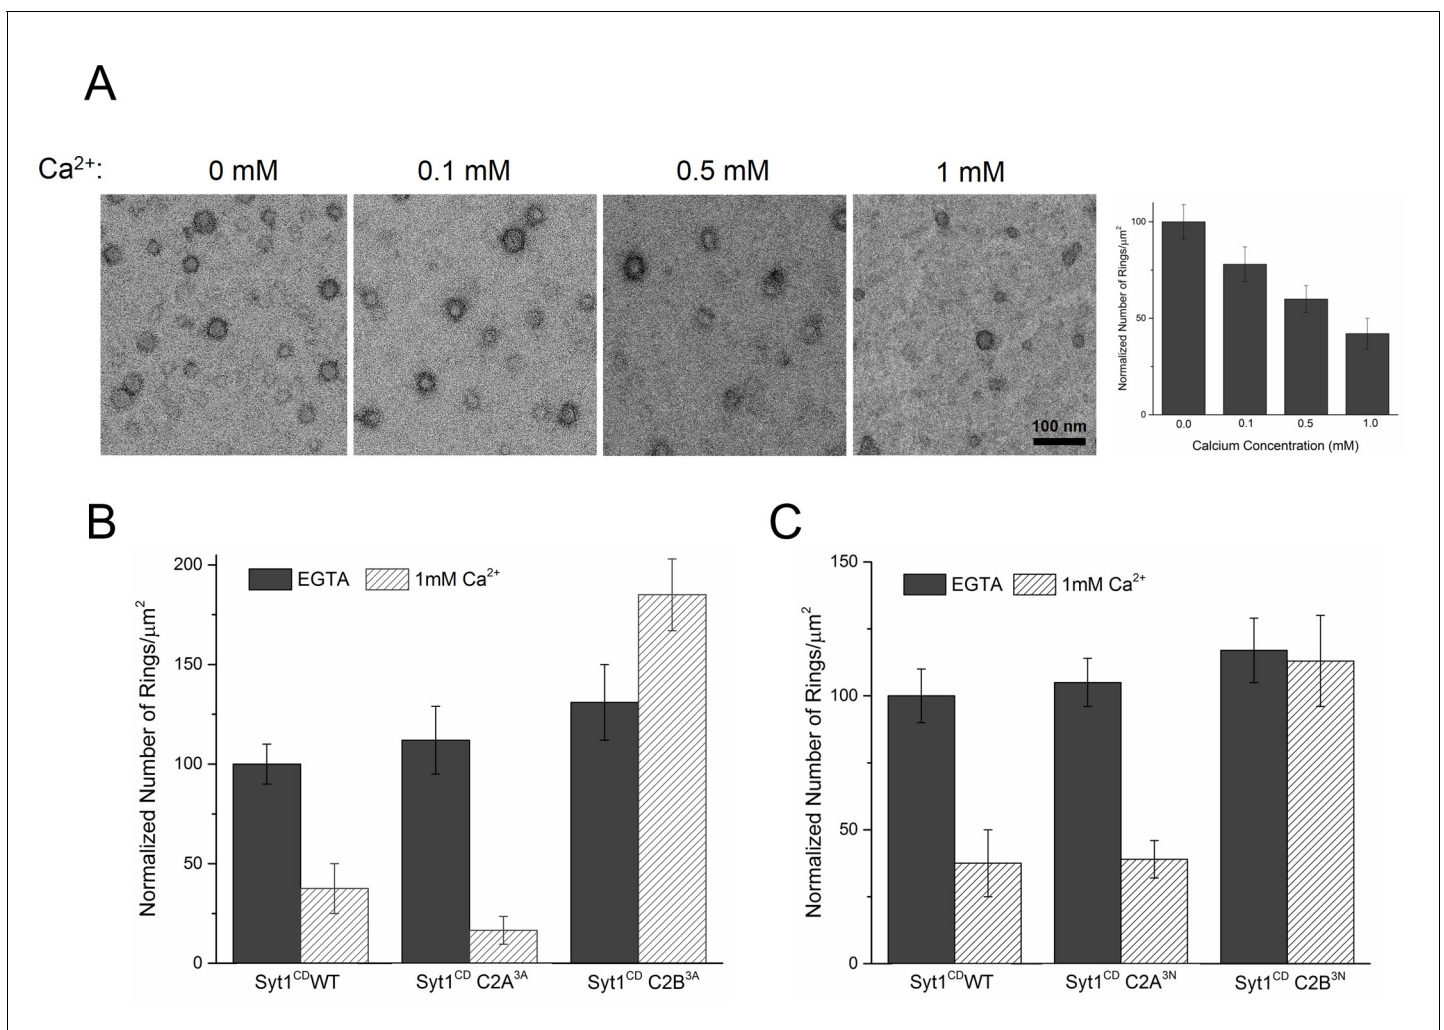 A
Ca²⁺: 0 mM 0.1 mM 0.5 mM 1 mM
100 nm
Normalized Number of Rings/μm²
100
50
0
0.0 0.1 0.5 1.0
Calcium Concentration (mM)
B
EGTA 1mM Ca²⁺
Normalized Number of Rings/μm²
200
150
100
50
0
Syt1ᶜᴰWT Syt1ᶜᴰ C2A³ᴬ Syt1ᶜᴰ C2B³ᴬ
C
EGTA 1mM Ca²⁺
Normalized Number of Rings/μm²
150
100
50
0
Syt1ᶜᴰWT Syt1ᶜᴰ C2A³ᴺ Syt1ᶜᴰ C2B³ᴺ